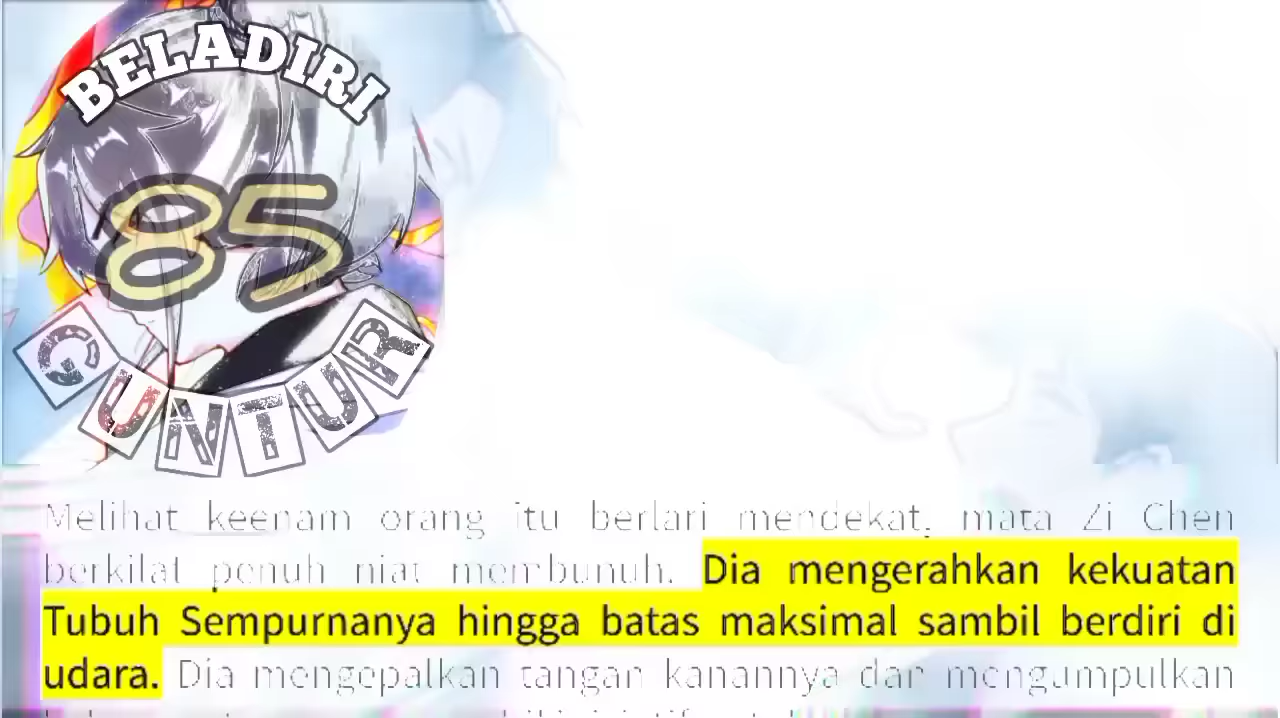 BELADIRI
85
GUNTUR
Melihat keenam orang itu berlari mendekat, mata Zi Chen
berkilat penuh niat membunuh. Dia mengerahkan kekuatan
Tubuh Sempurnanya hingga batas maksimal sambil berdiri di
udara. Dia mengepalkan tangan kanannya dan mengumpulkan